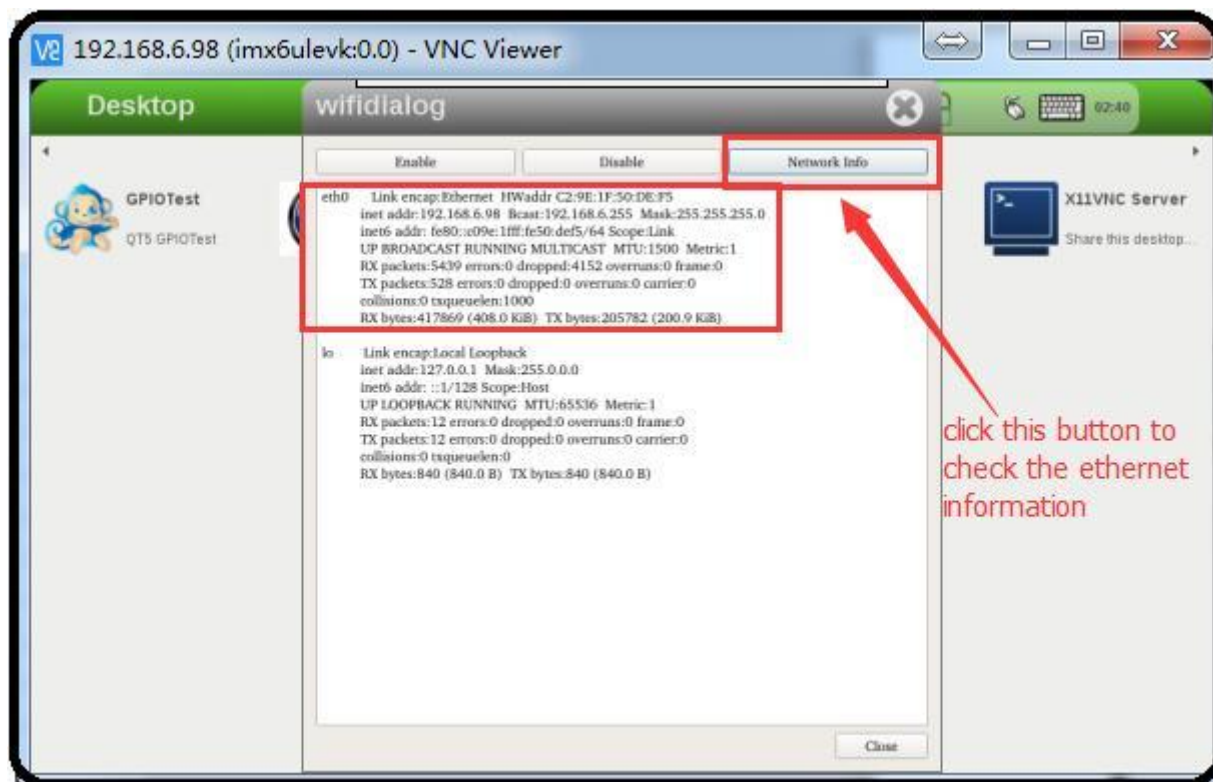 192.168.6.98 (imx6ulevk:0.0) - VNC Viewer
Desktop
wifidialog
02:40
Enable
Disable
Network Info
GPIOTest
QT5 GPIOTest
eth0 Link encap:Ethernet HWaddr C2:9E:1F:50:DE:F5
inet addr:192.168.6.98 Bcast:192.168.6.255 Mask:255.255.255.0
inet6 addr: fe80::c09e:1fff:fe50:def5/64 Scope:Link
UP BROADCAST RUNNING MULTICAST MTU:1500 Metric:1
RX packets:5439 errors:0 dropped:4152 overruns:0 frame:0
TX packets:528 errors:0 dropped:0 overruns:0 carrier:0
collisions:0 txqueuelen:1000
RX bytes:417869 (408.0 KiB) TX bytes:205782 (200.9 KiB)
lo Link encap:Local Loopback
inet addr:127.0.0.1 Mask:255.0.0.0
inet6 addr: ::1/128 Scope:Host
UP LOOPBACK RUNNING MTU:65536 Metric:1
RX packets:12 errors:0 dropped:0 overruns:0 frame:0
TX packets:12 errors:0 dropped:0 overruns:0 carrier:0
collisions:0 txqueuelen:0
RX bytes:840 (840.0 B) TX bytes:840 (840.0 B)
X11VNC Server
Share this desktop...
click this button to
check the ethernet
information
Close